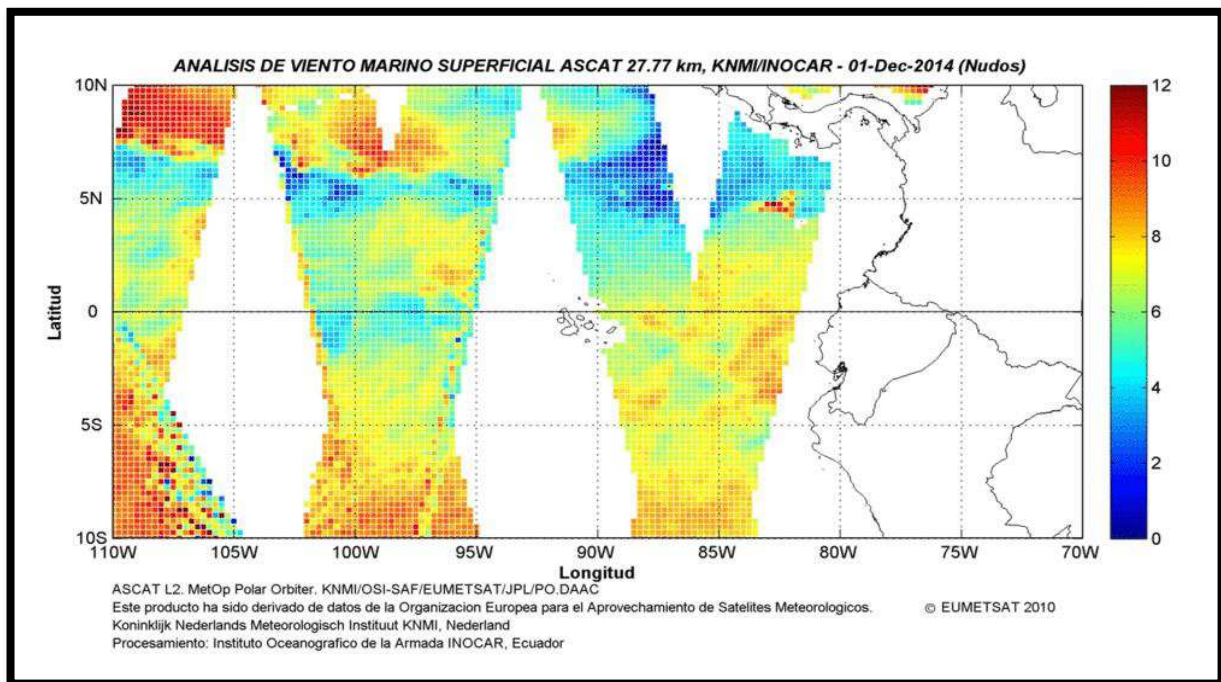 ANALISIS DE VIENTO MARINO SUPERFICIAL ASCAT 27.77 km, KNMI/INOCAR - 01-Dec-2014 (Nudos)
10N
5N
0
5S
10S
Latitud
110W 105W 100W 95W 90W 85W 80W 75W 70W
Longitud
12
10
8
6
4
2
0
ASCAT L2. MetOp Polar Orbiter. KNMI/OSI-SAF/EUMETSAT/JPL/PO.DAAC
Este producto ha sido derivado de datos de la Organizacion Europea para el Aprovechamiento de Satelites Meteorologicos. © EUMETSAT 2010
Koninklijk Nederlands Meteorologisch Instituut KNMI, Nederland
Procesamiento: Instituto Oceanografico de la Armada INOCAR, Ecuador